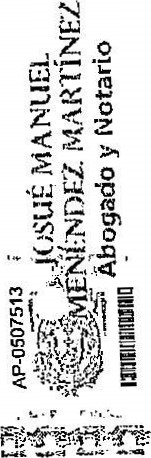 AP-0507513
JOSUÉ MANUEL
MENÉNDEZ MARTÍNEZ
Abogado y Notario